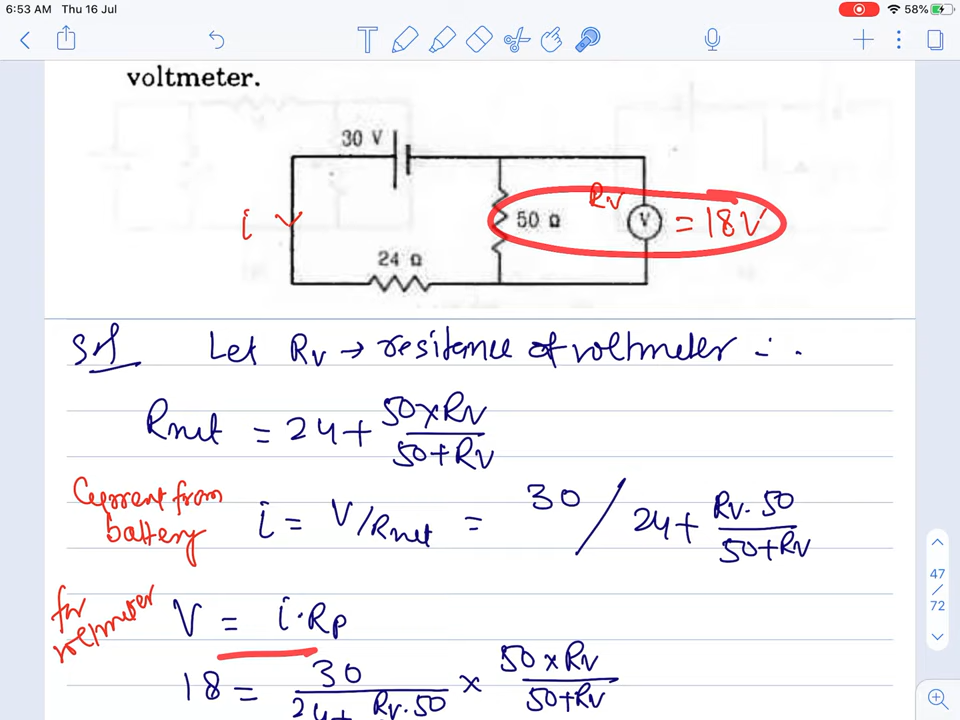 6:53 AM Thu 16 Jul 58%
voltmeter.
30 V
Rv
i
50 Ω
V = 18V
24 Ω
Sol Let Rv → resitence of voltmeter :.
Rnet = 24 + 50×Rv / 50+Rv
Current from battery i = V/Rnet = 30 / 24 + Rv.50 / 50+Rv
for voltmeter V = i.Rp
18 = 30 / 24 + Rv.50 × 50×Rv / 50+Rv
47
/
72